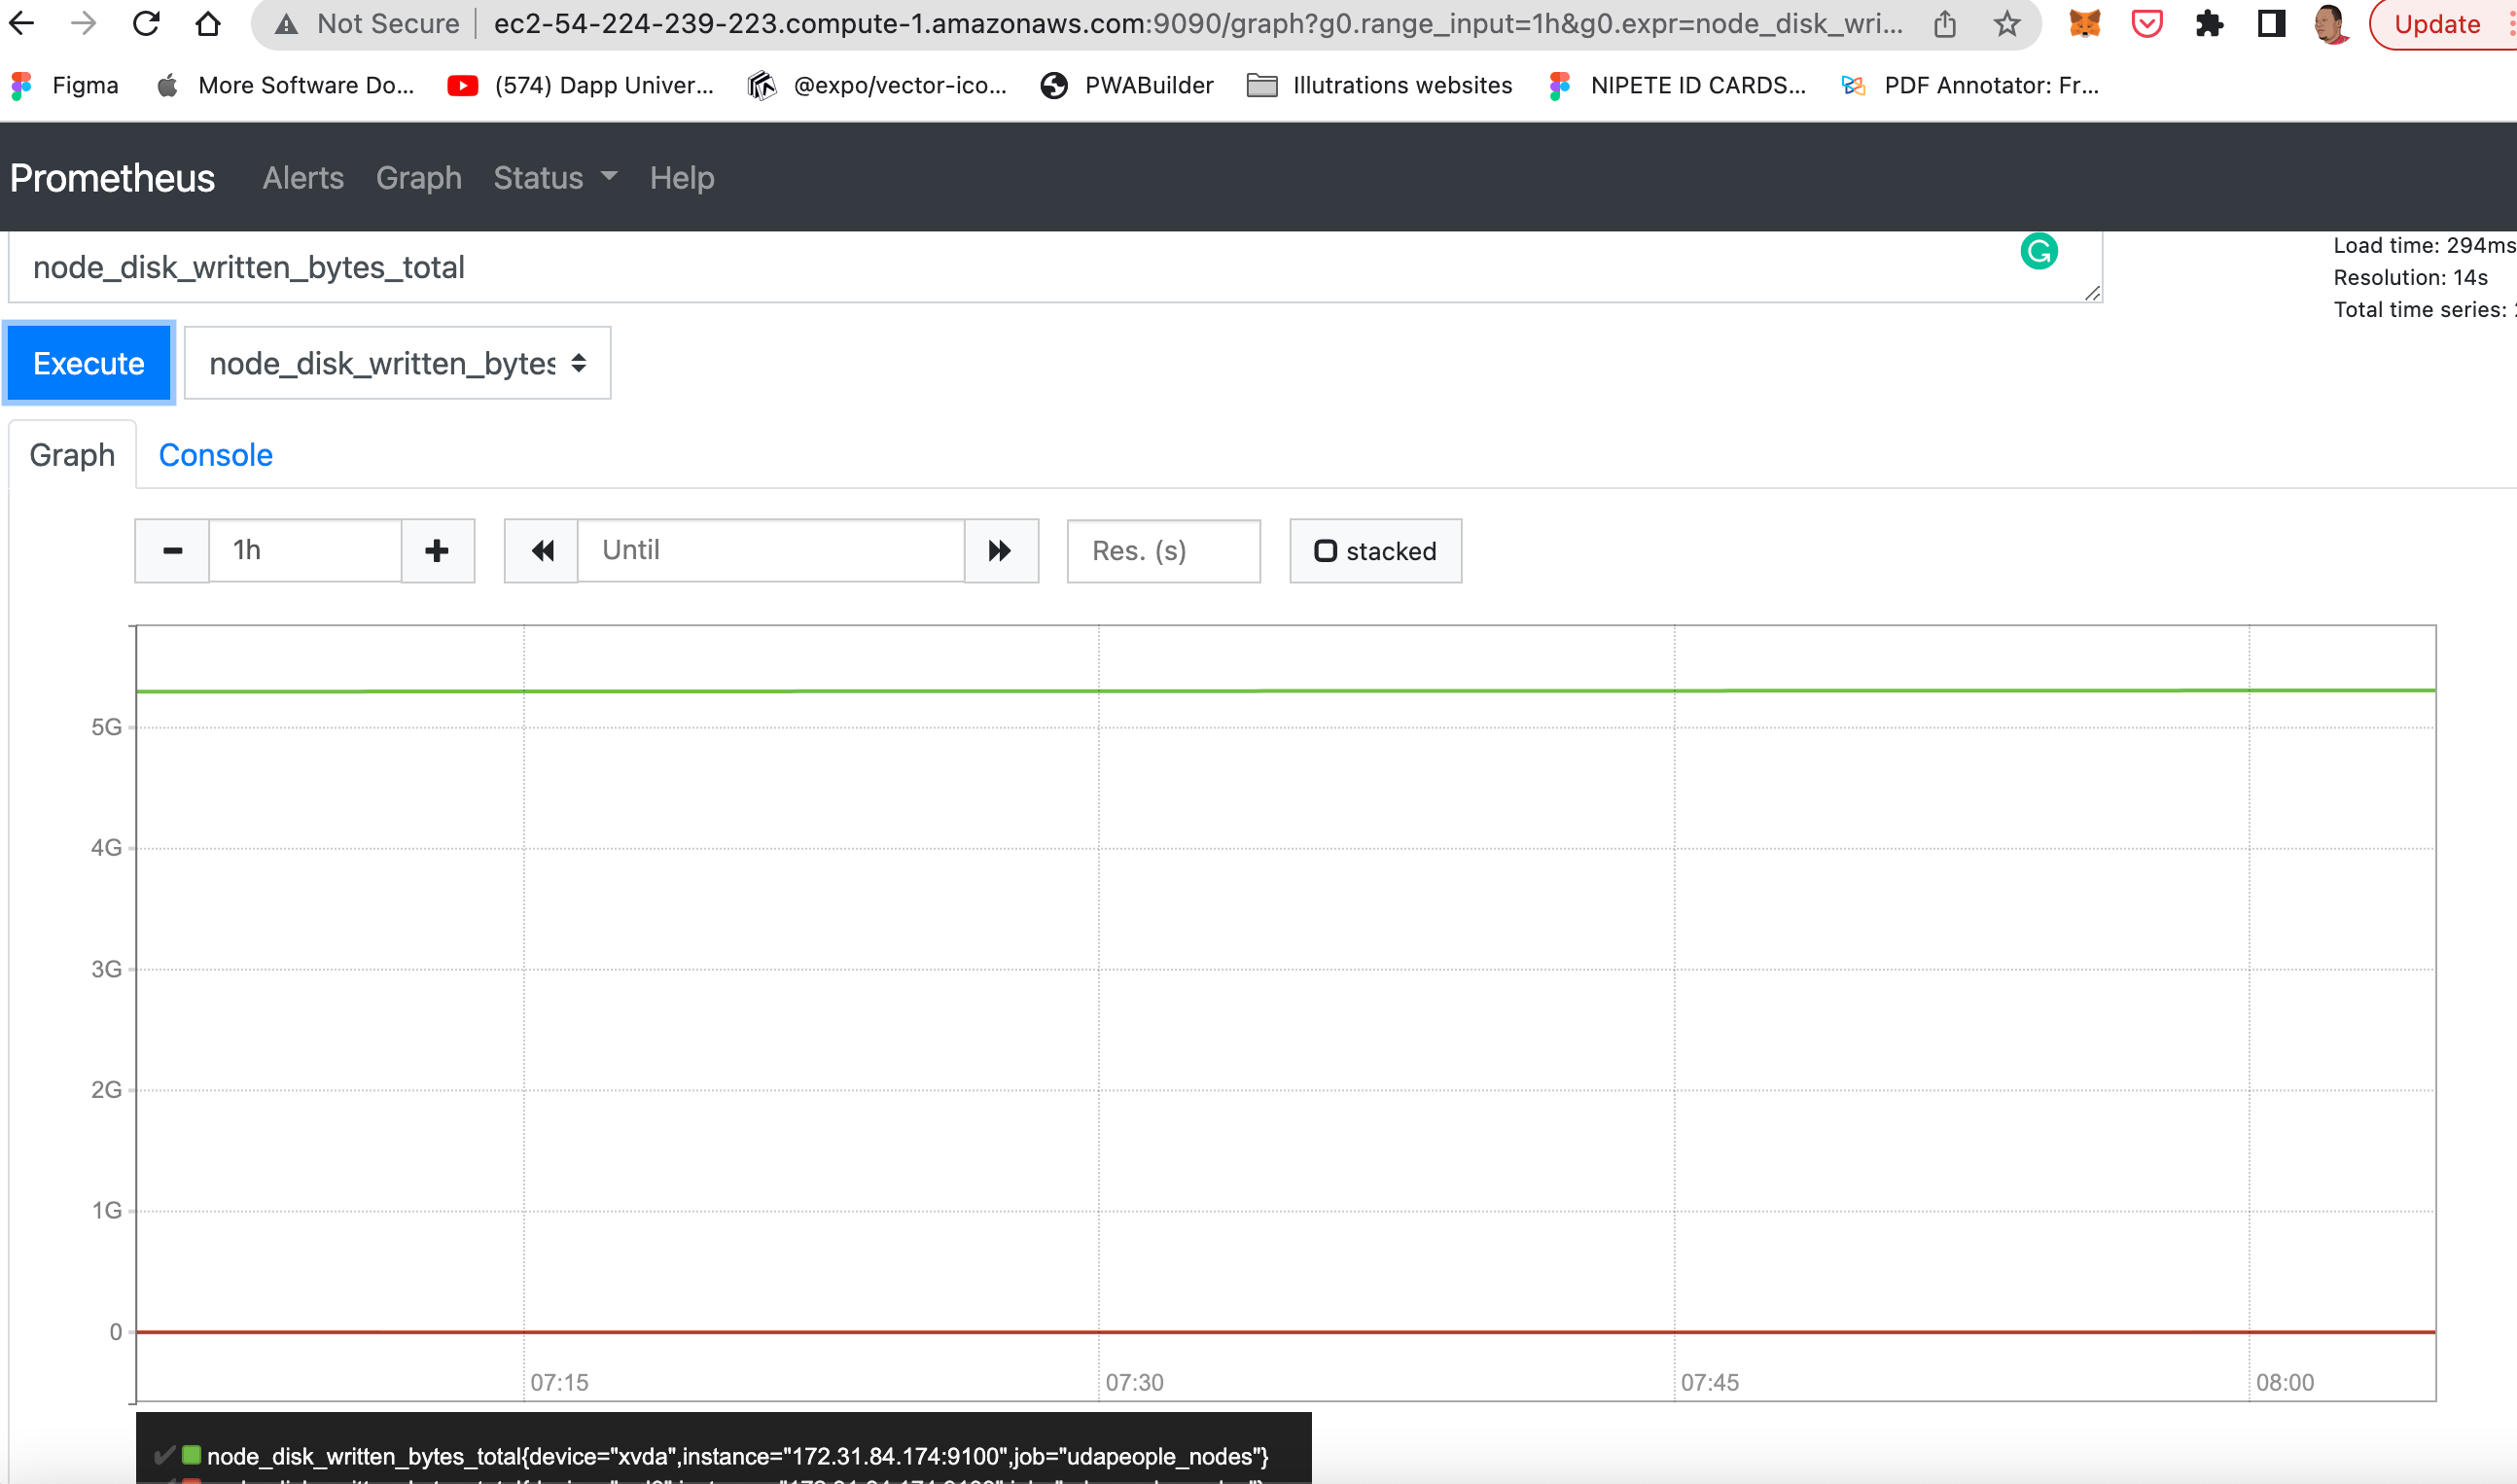 Not Secure ec2-54-224-239-223.compute-1.amazonaws.com:9090/graph?g0.range_input=1h&g0.expr=node_disk_wri... Update
Figma More Software Do... (574) Dapp Univer... @expo/vector-ico... PWABuilder Illutrations websites NIPETE ID CARDS... PDF Annotator: Fr...
Prometheus Alerts Graph Status Help
node_disk_written_bytes_total
Load time: 294ms
Resolution: 14s
Total time series:
Execute node_disk_written_bytes
Graph Console
1h Until Res. (s) stacked
5G
4G
3G
2G
1G
0
07:15 07:30 07:45 08:00
node_disk_written_bytes_total{device="xvda",instance="172.31.84.174:9100",job="udapeople_nodes"}